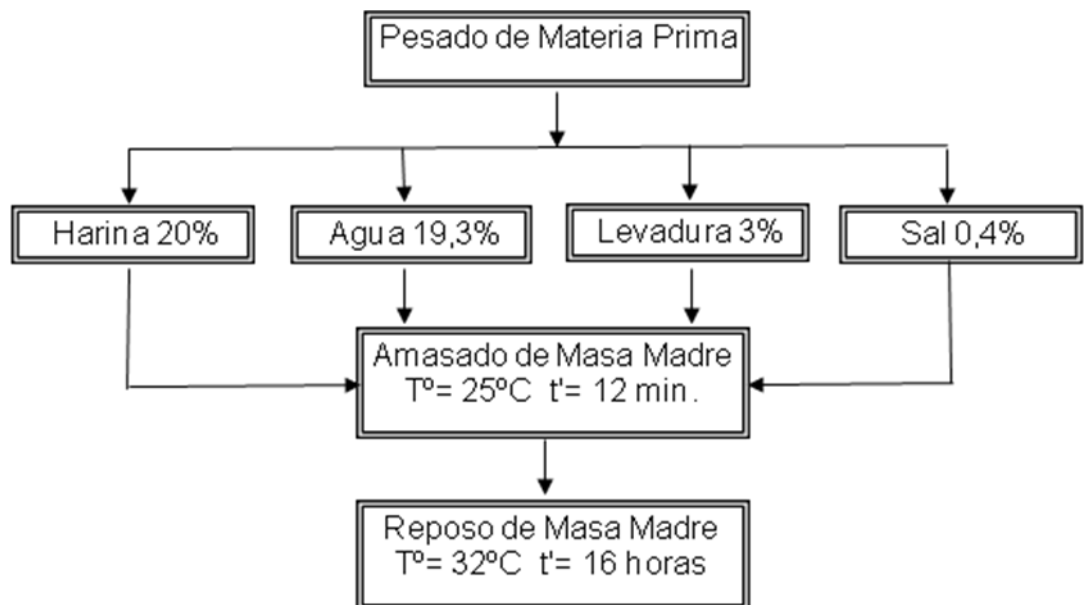 Pesado de Materia Prima
Harina 20%
Agua 19,3%
Levadura 3%
Sal 0,4%
Amasado de Masa Madre
Tº= 25ºC t'= 12 min.
Reposo de Masa Madre
Tº= 32ºC t'= 16 horas